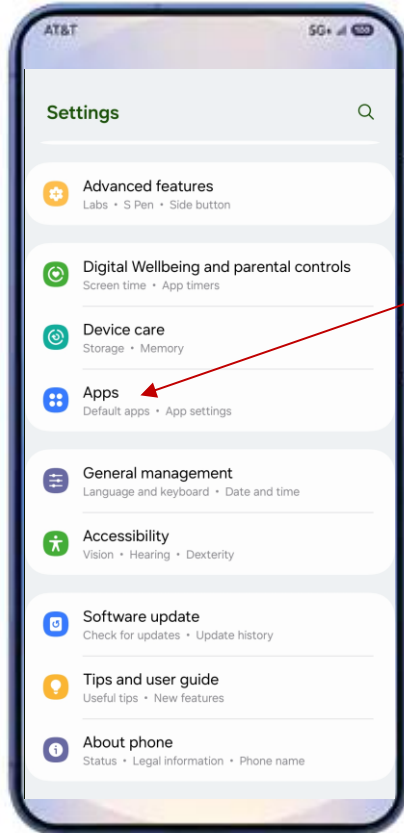 AT&T 5G+ 100
Settings
Advanced features
Labs • S Pen • Side button
Digital Wellbeing and parental controls
Screen time • App timers
Device care
Storage • Memory
Apps
Default apps • App settings
General management
Language and keyboard • Date and time
Accessibility
Vision • Hearing • Dexterity
Software update
Check for updates • Update history
Tips and user guide
Useful tips • New features
About phone
Status • Legal information • Phone name